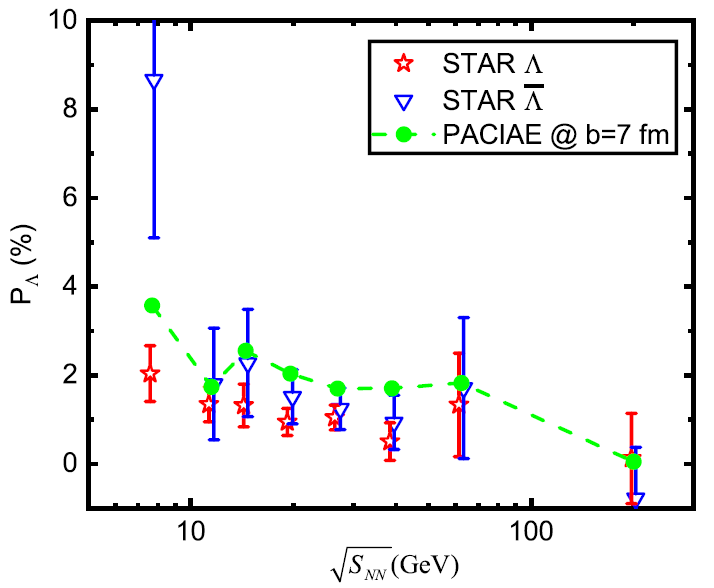 10
8
6
4
2
0
P_Λ (%)
STAR Λ
STAR Λ̅
PACIAE @ b=7 fm
10
100
√S_NN (GeV)